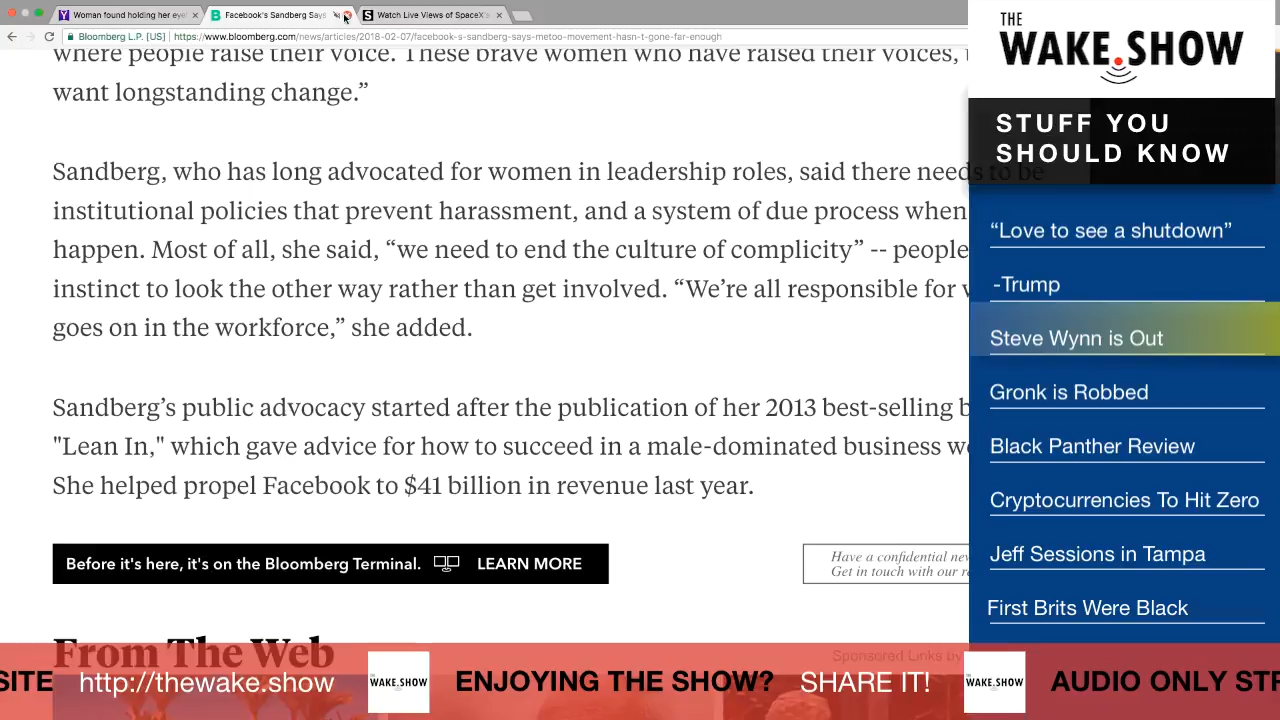 Woman found holding her eye
Facebook's Sandberg Says
Watch Live Views of SpaceX's
Bloomberg L.P. [US]
https://www.bloomberg.com/news/articles/2018-02-07/facebook-s-sandberg-says-metoo-movement-hasn-t-gone-far-enough
where people raise their voice. These brave women who have raised their voices,
want longstanding change.”
Sandberg, who has long advocated for women in leadership roles, said there needs to be
institutional policies that prevent harassment, and a system of due process when
happen. Most of all, she said, “we need to end the culture of complicity” -- people
instinct to look the other way rather than get involved. “We’re all responsible for
goes on in the workforce,” she added.
Sandberg’s public advocacy started after the publication of her 2013 best-selling
"Lean In," which gave advice for how to succeed in a male-dominated business
She helped propel Facebook to $41 billion in revenue last year.
Before it's here, it's on the Bloomberg Terminal. LEARN MORE
Have a confidential
Get in touch with our
From The Web
Sponsored Links by
THE
WAKE.SHOW
STUFF YOU
SHOULD KNOW
“Love to see a shutdown”
-Trump
Steve Wynn is Out
Gronk is Robbed
Black Panther Review
Cryptocurrencies To Hit Zero
Jeff Sessions in Tampa
First Brits Were Black
SITE http://thewake.show THE WAKE.SHOW ENJOYING THE SHOW? SHARE IT! THE WAKE.SHOW AUDIO ONLY